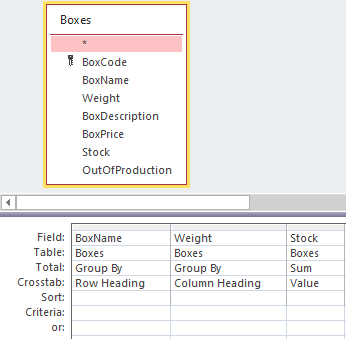 Boxes
*
BoxCode
BoxName
Weight
BoxDescription
BoxPrice
Stock
OutOfProduction
Field: BoxName Weight Stock
Table: Boxes Boxes Boxes
Total: Group By Group By Sum
Crosstab: Row Heading Column Heading Value
Sort:
Criteria:
or: